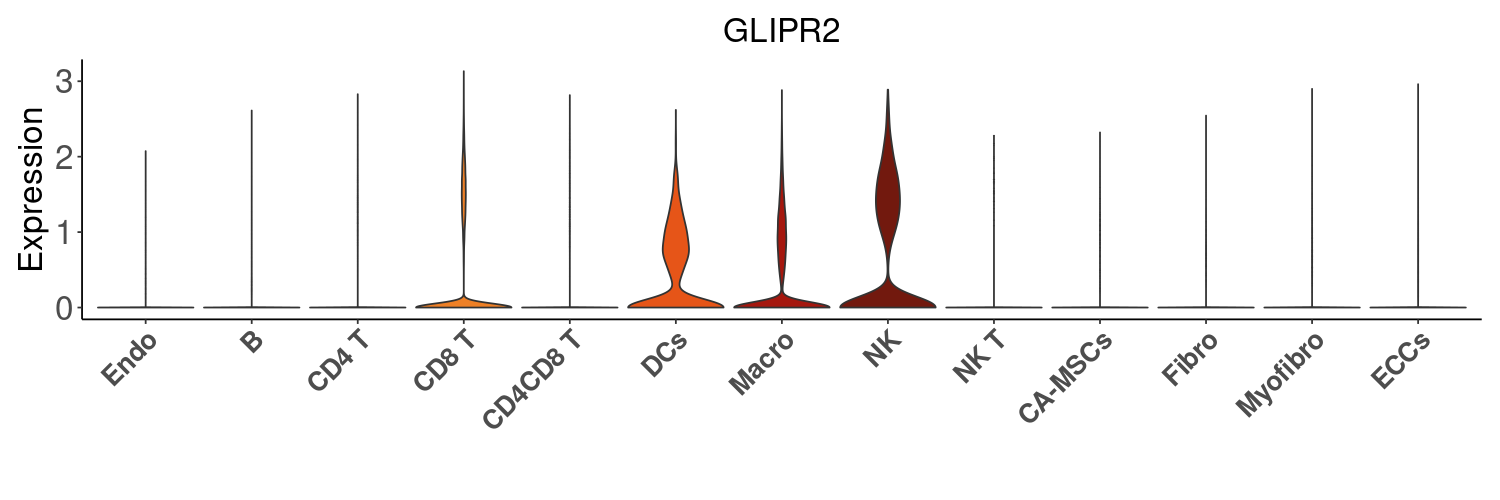 GLIPR2
Expression
3
2
1
0
Endo
B
CD4 T
CD8 T
CD4CD8 T
DCs
Macro
NK
NK T
CA-MSCs
Fibro
Myofibro
ECCs